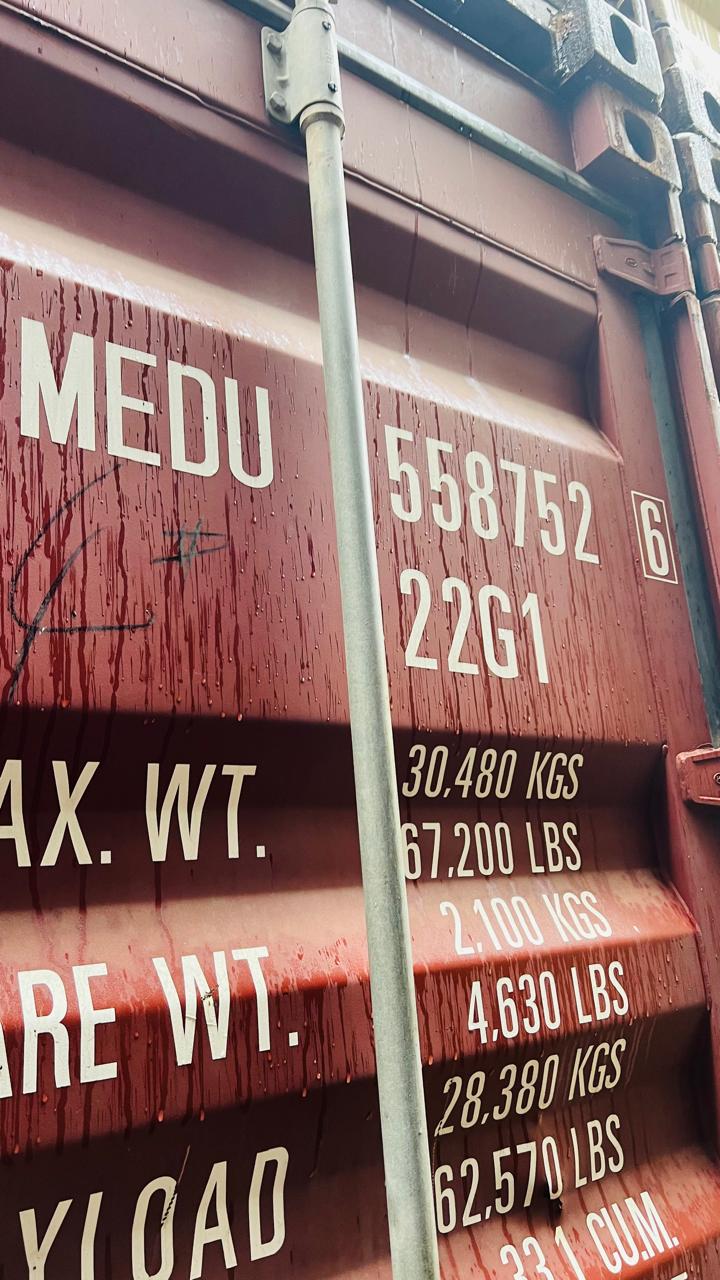 MEDU 558752 6
22G1
AX. WT. 30,480 KGS
67,200 LBS
ARE WT. 2,100 KGS
4,630 LBS
YLOAD 28,380 KGS
62,570 LBS
33.1 CU.M.